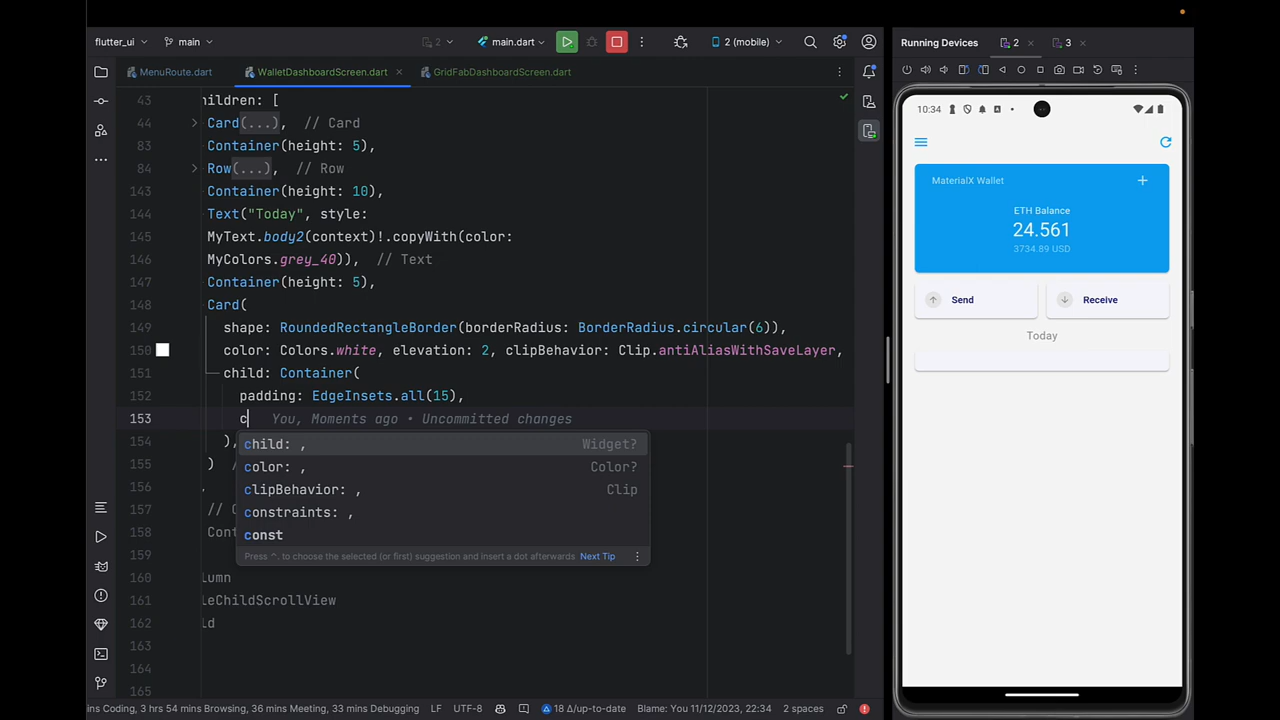 flutter_ui
main
2
main.dart
2 (mobile)
Running Devices
2
3
MenuRoute.dart
WalletDashboardScreen.dart
GridFabDashboardScreen.dart
43 hildren: [
44 Card(...), // Card
83 Container(height: 5),
84 Row(...), // Row
143 Container(height: 10),
144 Text("Today", style:
145 MyText.body2(context)!.copyWith(color:
146 MyColors.grey_40)), // Text
147 Container(height: 5),
148 Card(
149 shape: RoundedRectangleBorder(borderRadius: BorderRadius.circular(6)),
150 color: Colors.white, elevation: 2, clipBehavior: Clip.antiAliasWithSaveLayer,
151 child: Container(
152 padding: EdgeInsets.all(15),
153 c You, Moments ago • Uncommitted changes
154 ),
155 ) /
156 ,
157 // C
158 Cont
159
160 lumn
161 leChildScrollView
162 ld
163
164
165
child: , Widget?
color: , Color?
clipBehavior: , Clip
constraints: ,
const
Press ^. to choose the selected (or first) suggestion and insert a dot afterwards Next Tip
10:34
MaterialX Wallet
ETH Balance
24.561
3734.89 USD
Send
Receive
Today
ins Coding, 3 hrs 54 mins Browsing, 36 mins Meeting, 33 mins Debugging
LF
UTF-8
18 Δ/up-to-date
Blame: You 11/12/2023, 22:34
2 spaces